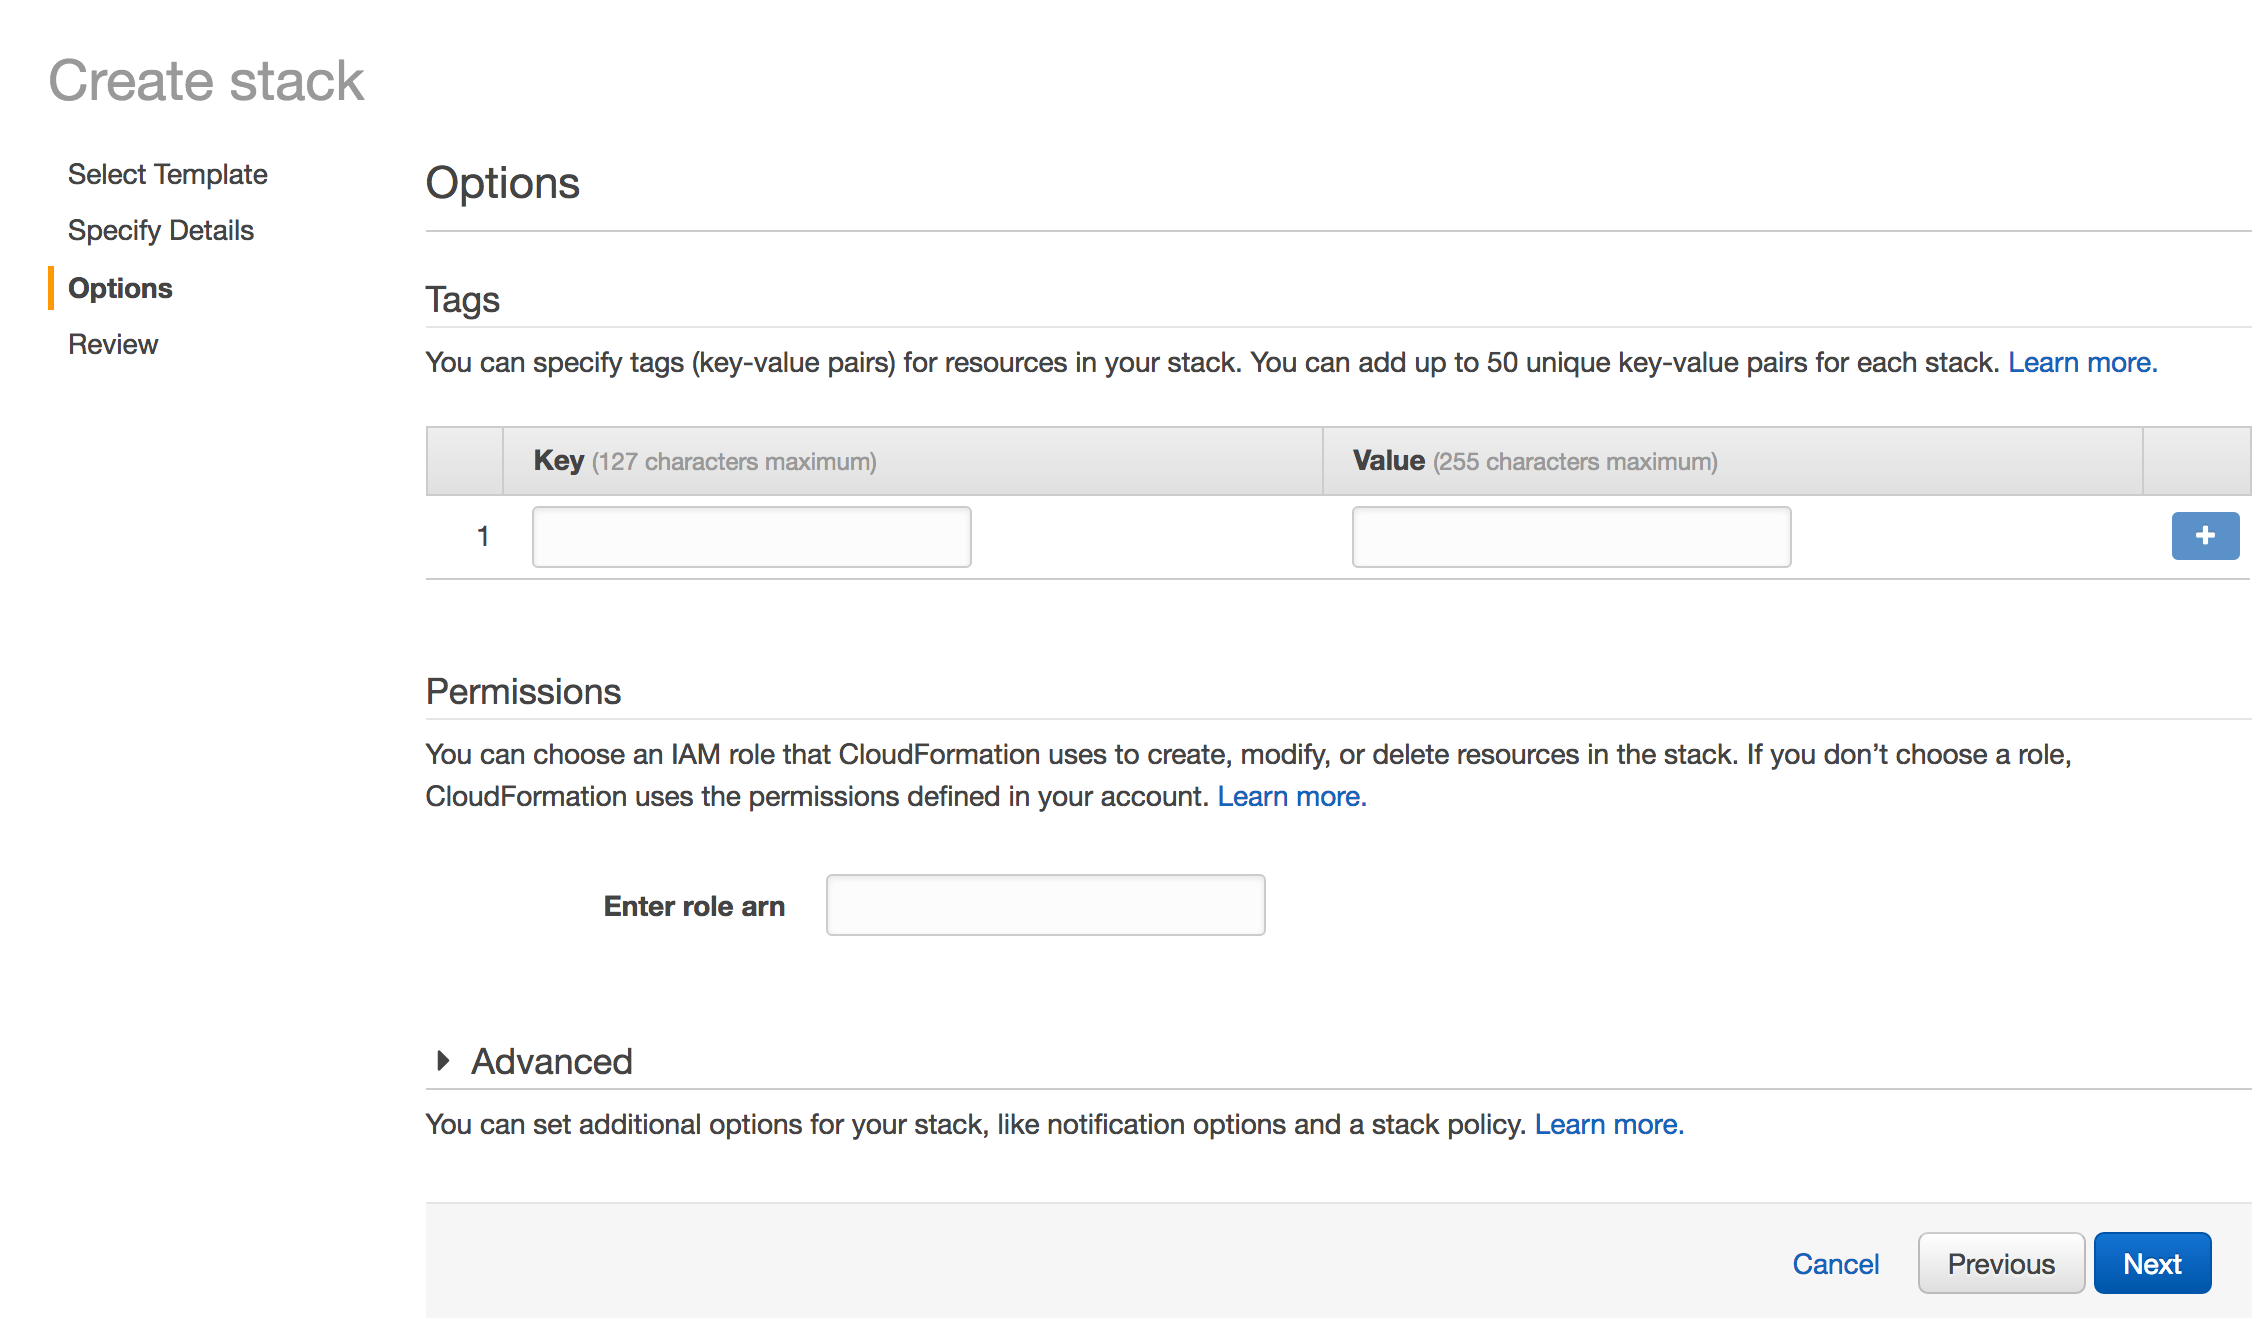 Create stack
Select Template
Specify Details
Options
Review
Options
Tags
You can specify tags (key-value pairs) for resources in your stack. You can add up to 50 unique key-value pairs for each stack. Learn more.
Key (127 characters maximum)
Value (255 characters maximum)
1
+
Permissions
You can choose an IAM role that CloudFormation uses to create, modify, or delete resources in the stack. If you don’t choose a role,
CloudFormation uses the permissions defined in your account. Learn more.
Enter role arn
Advanced
You can set additional options for your stack, like notification options and a stack policy. Learn more.
Cancel
Previous
Next